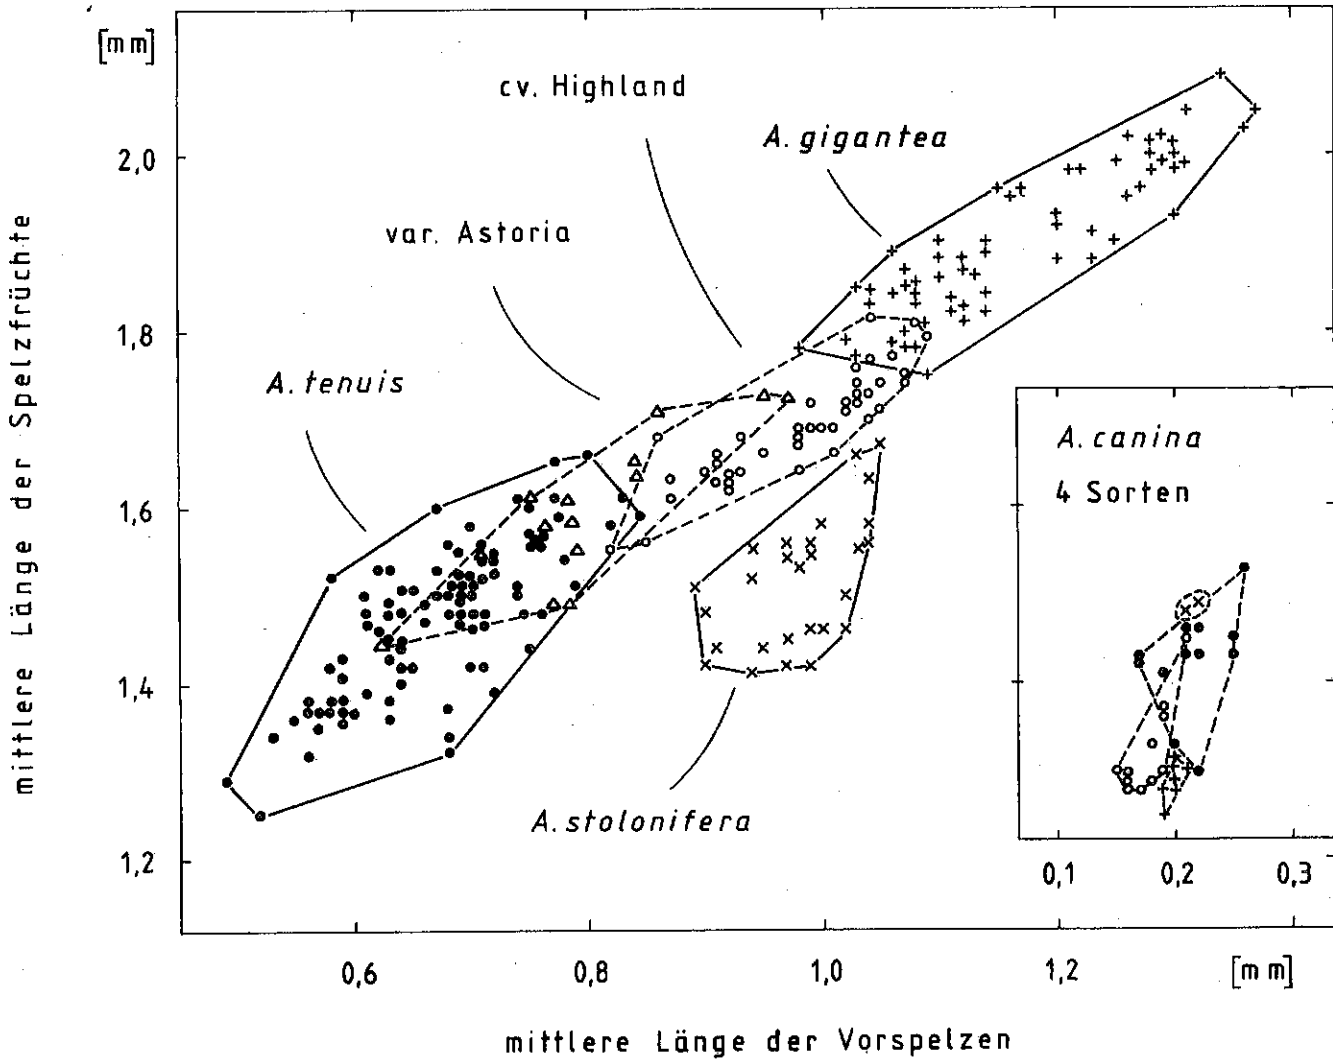 [mm]
cv. Highland
A. gigantea
2,0
var. Astoria
1,8
A. tenuis
A. canina
4 Sorten
1,6
1,4
A. stolonifera
1,2
0,1 0,2 0,3
0,6 0,8 1,0 1,2 [mm]
mittlere Länge der Vorspelzen
mittlere Länge der Spelzfrüchte